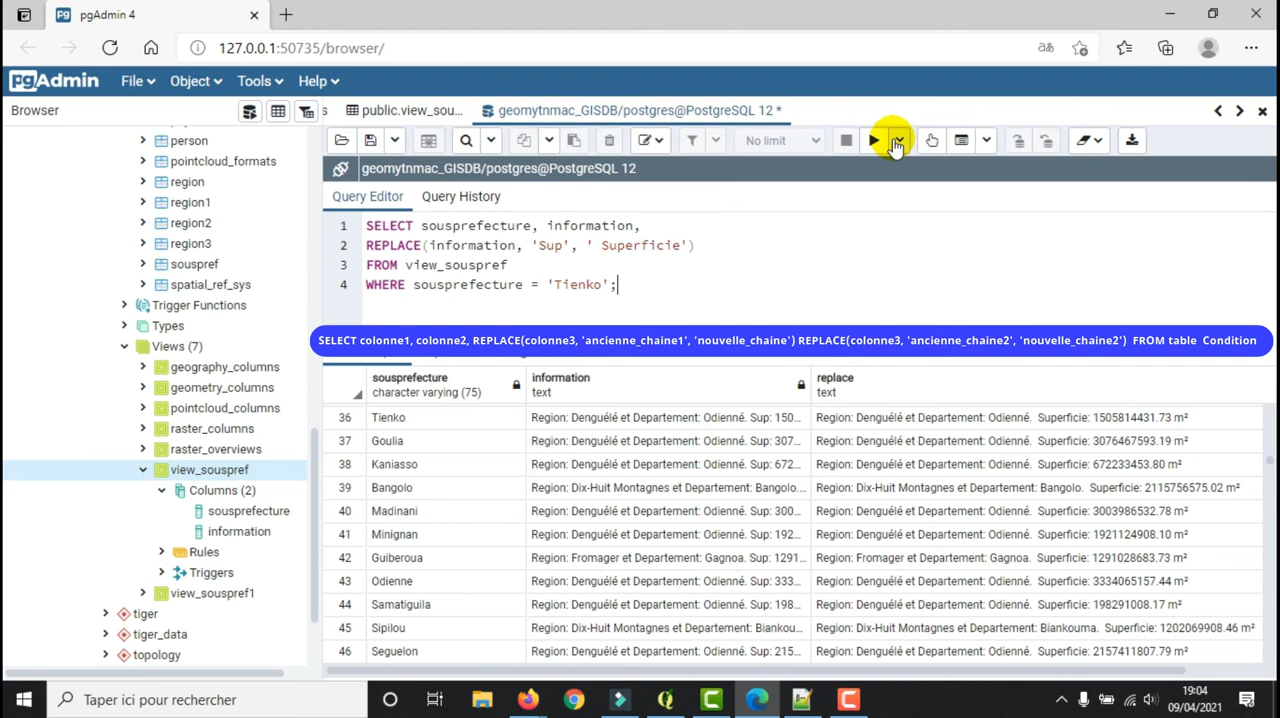 pgAdmin 4
127.0.0.1:50735/browser/
pgAdmin File Object Tools Help
Browser
public.view_sou...
geomytnmac_GISDB/postgres@PostgreSQL 12 *
No limit
geomytnmac_GISDB/postgres@PostgreSQL 12
Query Editor Query History
1 SELECT sousprefecture, information,
2 REPLACE(information, 'Sup', ' Superficie')
3 FROM view_souspref
4 WHERE sousprefecture = 'Tienko';
SELECT colonne1, colonne2, REPLACE(colonne3, 'ancienne_chaine1', 'nouvelle_chaine') REPLACE(colonne3, 'ancienne_chaine2', 'nouvelle_chaine2') FROM table Condition
person
pointcloud_formats
region
region1
region2
region3
souspref
spatial_ref_sys
Trigger Functions
Types
Views (7)
geography_columns
geometry_columns
pointcloud_columns
raster_columns
raster_overviews
view_souspref
Columns (2)
sousprefecture
information
Rules
Triggers
view_souspref1
tiger
tiger_data
topology
sousprefecture information replace
character varying (75) text text
36 Tienko Region: Denguélé et Departement: Odienné. Sup: 150... Region: Denguélé et Departement: Odienné. Superficie: 1505814431.73 m²
37 Goulia Region: Denguélé et Departement: Odienné. Sup: 307... Region: Denguélé et Departement: Odienné. Superficie: 3076467593.19 m²
38 Kaniasso Region: Denguélé et Departement: Odienné. Sup: 672... Region: Denguélé et Departement: Odienné. Superficie: 672233453.80 m²
39 Bangolo Region: Dix-Huit Montagnes et Departement: Bangolo.... Region: Dix-Huit Montagnes et Departement: Bangolo. Superficie: 2115756575.02 m²
40 Madinani Region: Denguélé et Departement: Odienné. Sup: 300... Region: Denguélé et Departement: Odienné. Superficie: 3003986532.78 m²
41 Minignan Region: Denguélé et Departement: Odienné. Sup: 192... Region: Denguélé et Departement: Odienné. Superficie: 1921124908.10 m²
42 Guiberoua Region: Fromager et Departement: Gagnoa. Sup: 1291... Region: Fromager et Departement: Gagnoa. Superficie: 1291028683.73 m²
43 Odienne Region: Denguélé et Departement: Odienné. Sup: 333... Region: Denguélé et Departement: Odienné. Superficie: 3334065157.44 m²
44 Samatiguila Region: Denguélé et Departement: Odienné. Sup: 198... Region: Denguélé et Departement: Odienné. Superficie: 198291008.17 m²
45 Sipilou Region: Dix-Huit Montagnes et Departement: Biankou... Region: Dix-Huit Montagnes et Departement: Biankouma. Superficie: 1202069908.46 m²
46 Seguelon Region: Denguélé et Departement: Odienné. Sup: 215... Region: Denguélé et Departement: Odienné. Superficie: 2157411807.79 m²
Taper ici pour rechercher
19:04
09/04/2021